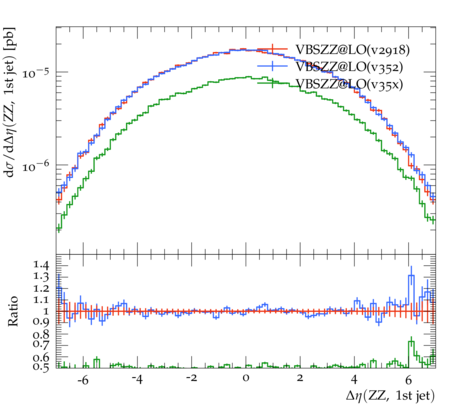 dσ/dΔη(ZZ, 1st jet) [pb]
VBSZZ@LO(v2918)
VBSZZ@LO(v352)
VBSZZ@LO(v35x)
10⁻⁵
10⁻⁶
Ratio
1.4
1.3
1.2
1.1
1
0.9
0.8
0.7
0.6
0.5
-6 -4 -2 0 2 4 6
Δη(ZZ, 1st jet)